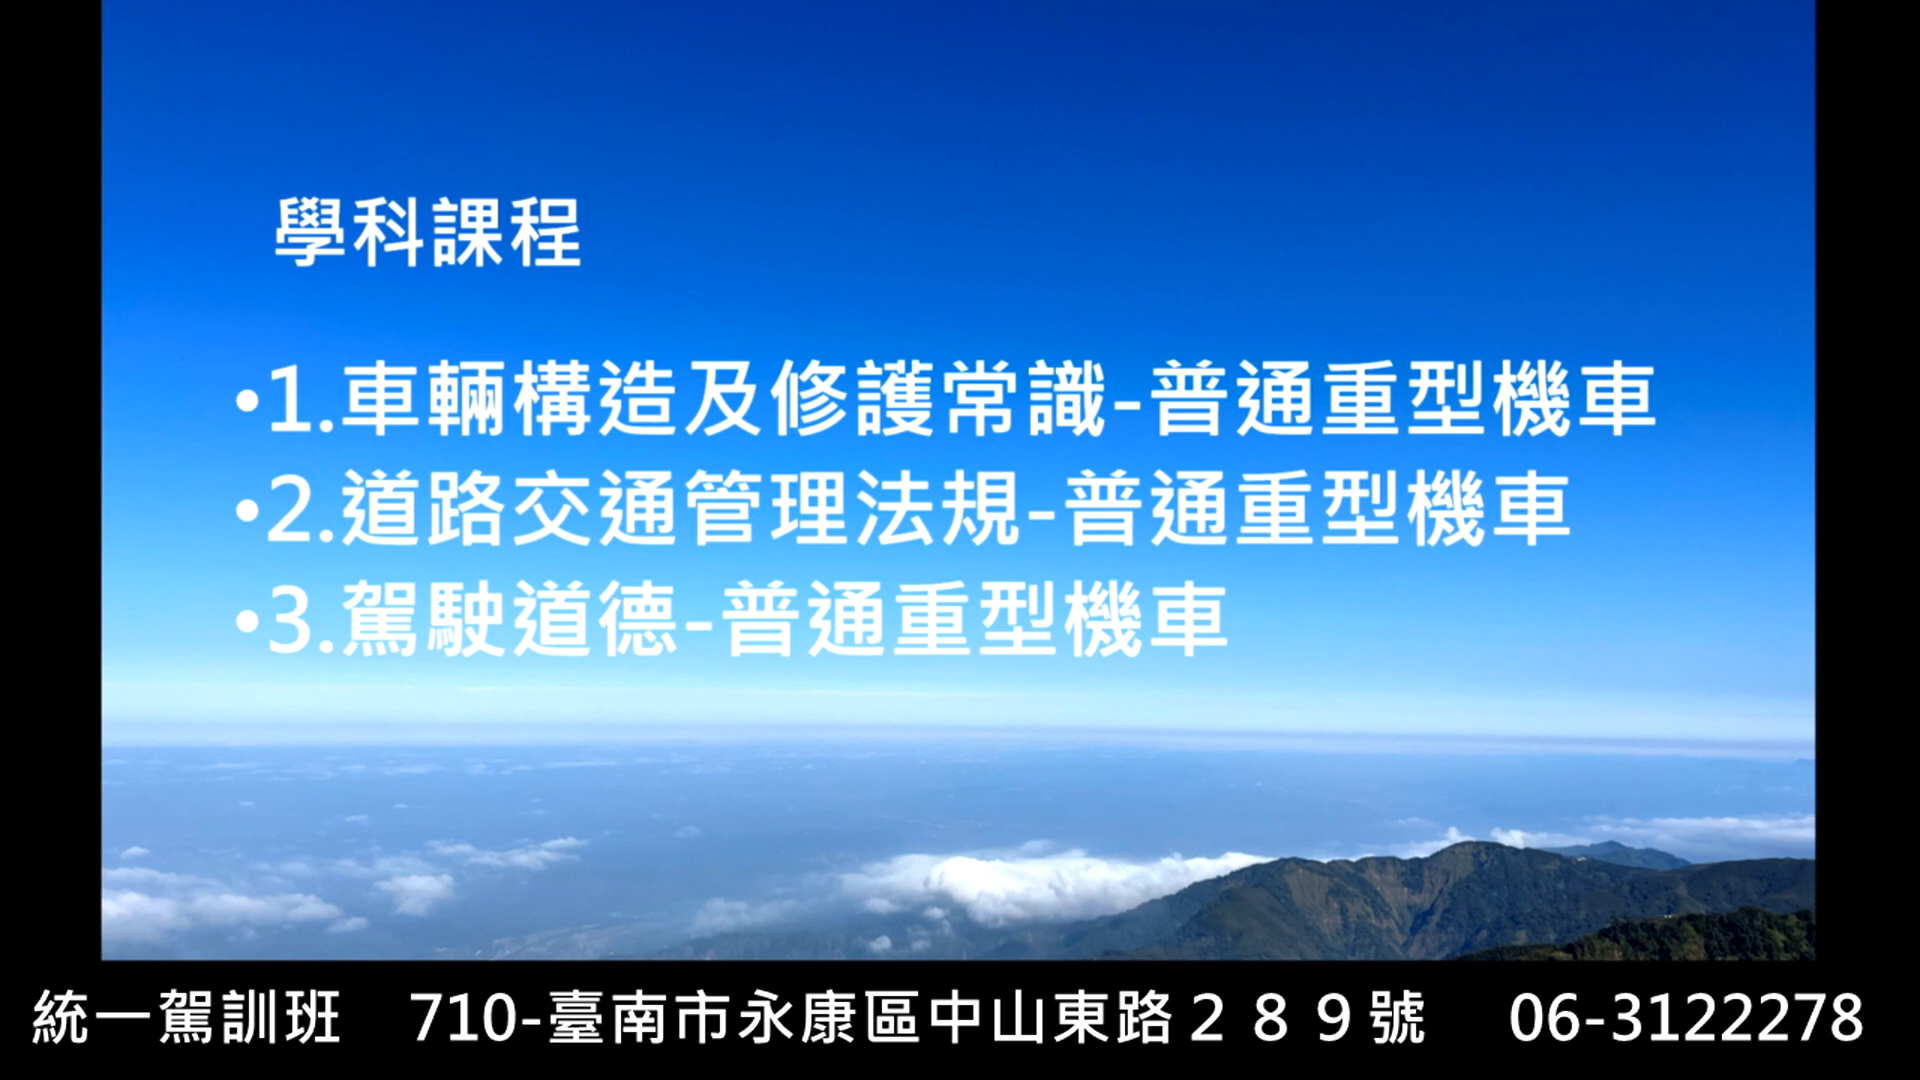 學科課程
•1.車輛構造及修護常識-普通重型機車
•2.道路交通管理法規-普通重型機車
•3.駕駛道德-普通重型機車
統一駕訓班 710-臺南市永康區中山東路２８９號 06-3122278